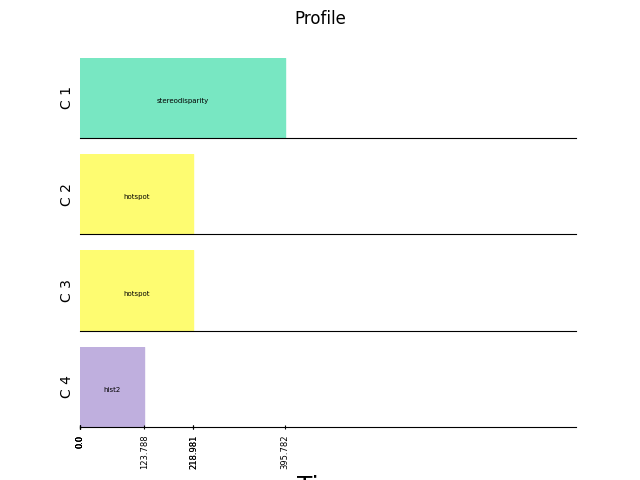 Profile
C 1
stereodisparity
C 2
hotspot
C 3
hotspot
C 4
hist2
0.0
123.788
218.981
395.782